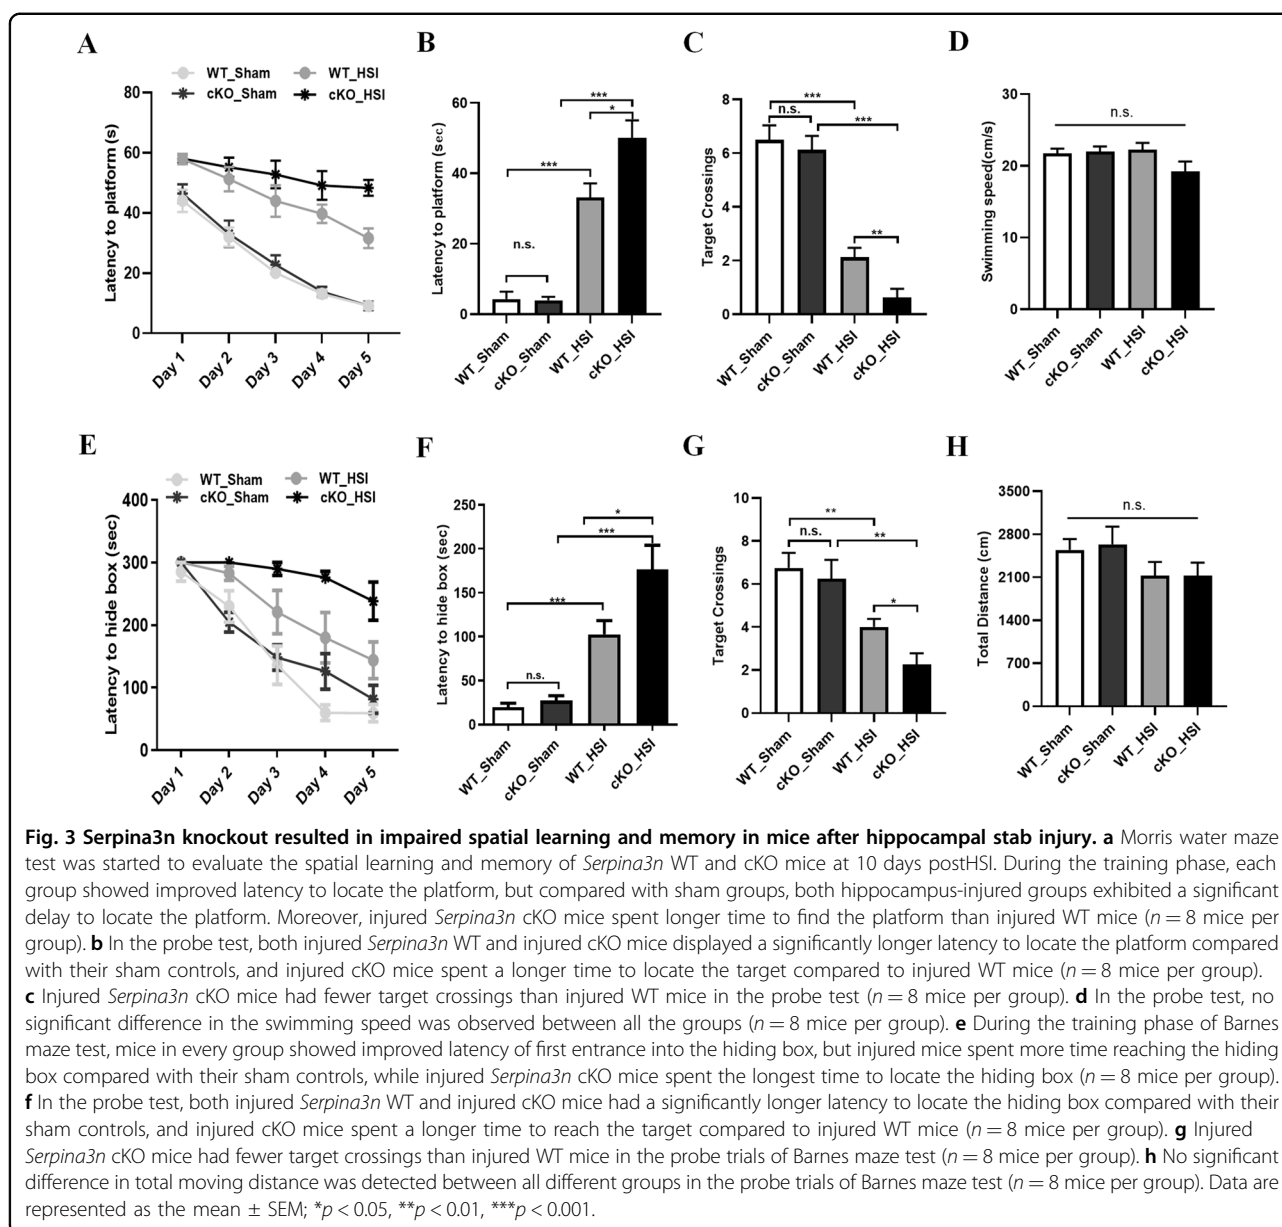 A
WT_Sham
WT_HSI
cKO_Sham
cKO_HSI
80
60
40
20
0
Latency to platform (s)
Day 1
Day 2
Day 3
Day 4
Day 5
B
60
40
20
0
Latency to platform (sec)
***
*
***
n.s.
WT_Sham
cKO_Sham
WT_HSI
cKO_HSI
C
8
6
4
2
0
Target Crossings
***
n.s.
***
**
WT_Sham
cKO_Sham
WT_HSI
cKO_HSI
D
30
20
10
0
Swimming speed(cm/s)
n.s.
WT_Sham
cKO_Sham
WT_HSI
cKO_HSI
E
WT_Sham
WT_HSI
cKO_Sham
cKO_HSI
400
300
200
100
0
Latency to hide box (sec)
Day 1
Day 2
Day 3
Day 4
Day 5
F
250
200
150
100
50
0
Latency to hide box (sec)
*
***
***
n.s.
WT_Sham
cKO_Sham
WT_HSI
cKO_HSI
G
10
8
6
4
2
0
Target Crossings
**
n.s.
**
*
WT_Sham
cKO_Sham
WT_HSI
cKO_HSI
H
3500
2800
2100
1400
700
0
Total Distance (cm)
n.s.
WT_Sham
cKO_Sham
WT_HSI
cKO_HSI
Fig. 3 Serpina3n knockout resulted in impaired spatial learning and memory in mice after hippocampal stab injury. a Morris water maze
test was started to evaluate the spatial learning and memory of Serpina3n WT and cKO mice at 10 days postHSI. During the training phase, each
group showed improved latency to locate the platform, but compared with sham groups, both hippocampus-injured groups exhibited a significant
delay to locate the platform. Moreover, injured Serpina3n cKO mice spent longer time to find the platform than injured WT mice (n = 8 mice per
group). b In the probe test, both injured Serpina3n WT and injured cKO mice displayed a significantly longer latency to locate the platform compared
with their sham controls, and injured cKO mice spent a longer time to locate the target compared to injured WT mice (n = 8 mice per group).
c Injured Serpina3n cKO mice had fewer target crossings than injured WT mice in the probe test (n = 8 mice per group). d In the probe test, no
significant difference in the swimming speed was observed between all the groups (n = 8 mice per group). e During the training phase of Barnes
maze test, mice in every group showed improved latency of first entrance into the hiding box, but injured mice spent more time reaching the hiding
box compared with their sham controls, while injured Serpina3n cKO mice spent the longest time to locate the hiding box (n = 8 mice per group).
f In the probe test, both injured Serpina3n WT and injured cKO mice had a significantly longer latency to locate the hiding box compared with their
sham controls, and injured cKO mice spent a longer time to reach the target compared to injured WT mice (n = 8 mice per group). g Injured
Serpina3n cKO mice had fewer target crossings than injured WT mice in the probe trials of Barnes maze test (n = 8 mice per group). h No significant
difference in total moving distance was detected between all different groups in the probe trials of Barnes maze test (n = 8 mice per group). Data are
represented as the mean ± SEM; *p < 0.05, **p < 0.01, ***p < 0.001.